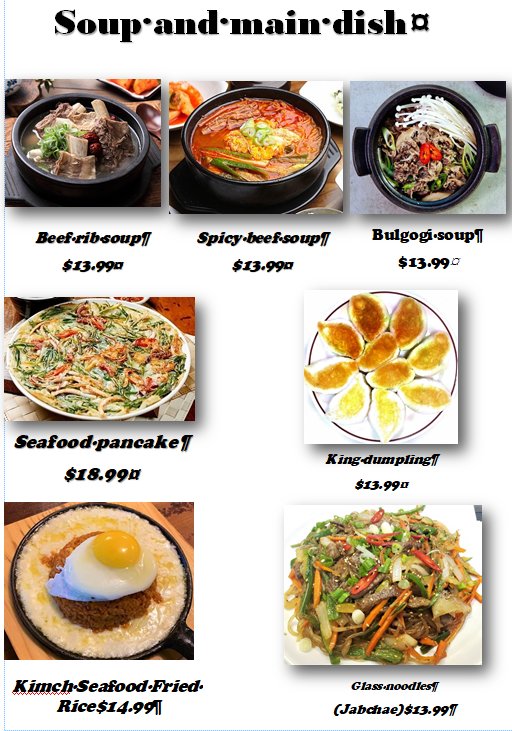 Soup and main dish
Beef rib soup
$13.99
Spicy beef soup
$13.99
Bulgogi soup
$13.99
Seafood pancake
$18.99
King dumpling
$13.99
Kimch Seafood Fried
Rice$14.99
Glass noodles
(Jabchae)$13.99